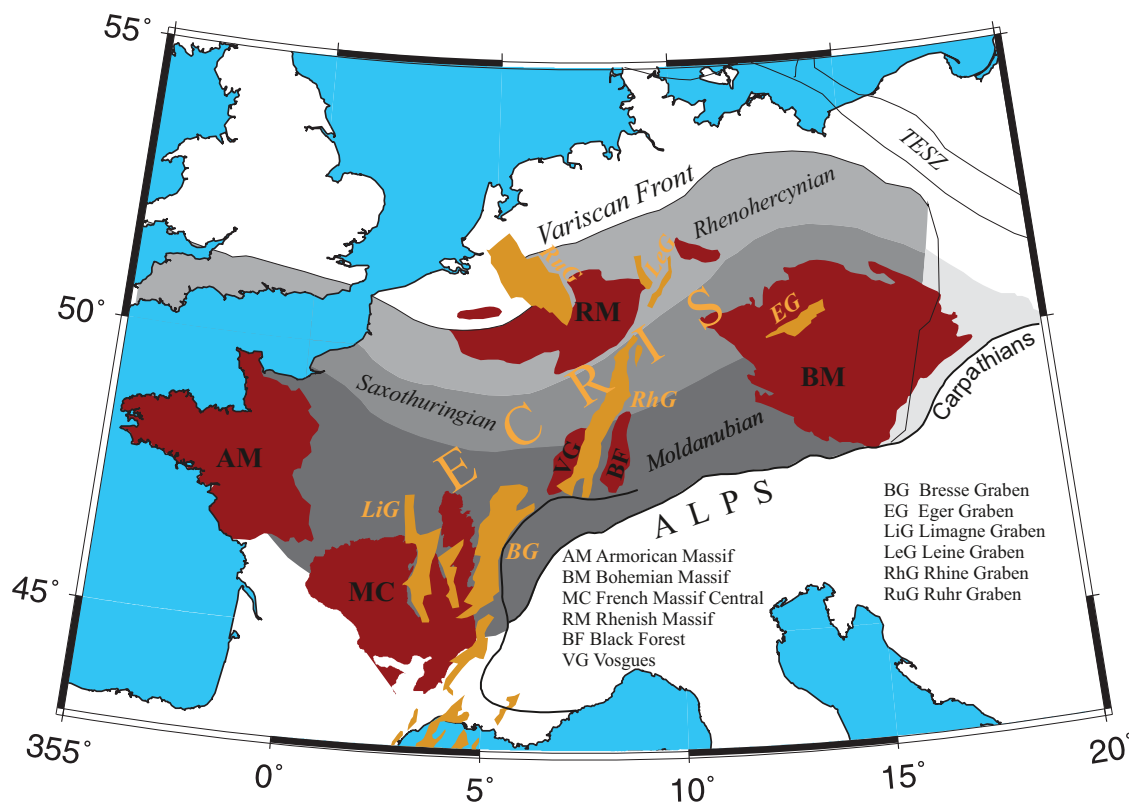 55°
TESZ
Variscan Front
Rhenohercynian
RuG
LeG
50°
RM
E C R I S
EG
BM
Carpathians
Saxothuringian
RhG
AM
VG
BF
Moldanubian
LiG
BG
ALPS
MC
45°
AM Armorican Massif
BM Bohemian Massif
MC French Massif Central
RM Rhenish Massif
BF Black Forest
VG Vosgues
BG Bresse Graben
EG Eger Graben
LiG Limagne Graben
LeG Leine Graben
RhG Rhine Graben
RuG Ruhr Graben
355°
0°
5°
10°
15°
20°